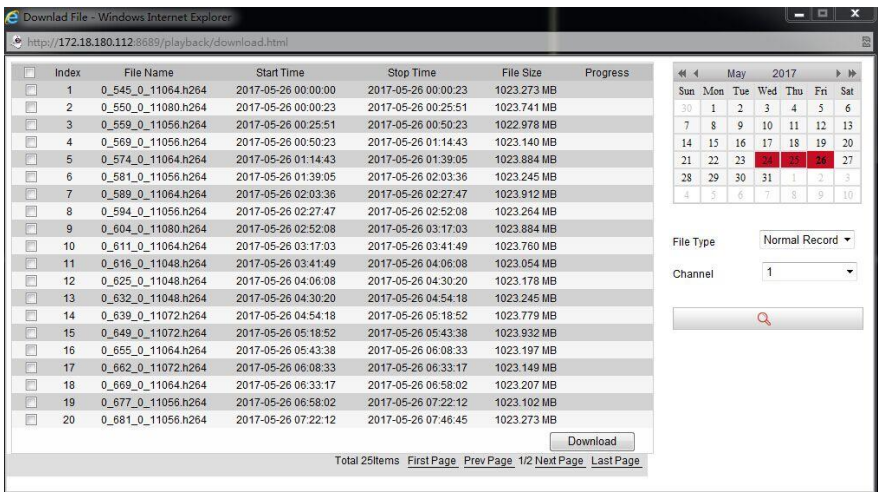 Downlad File - Windows Internet Explorer
http://172.18.180.112:8689/playback/download.html
Index File Name Start Time Stop Time File Size Progress
1 0_545_0_11064.h264 2017-05-26 00:00:00 2017-05-26 00:00:23 1023.273 MB
2 0_550_0_11080.h264 2017-05-26 00:00:23 2017-05-26 00:25:51 1023.741 MB
3 0_559_0_11056.h264 2017-05-26 00:25:51 2017-05-26 00:50:23 1022.978 MB
4 0_569_0_11056.h264 2017-05-26 00:50:23 2017-05-26 01:14:43 1023.140 MB
5 0_574_0_11064.h264 2017-05-26 01:14:43 2017-05-26 01:39:05 1023.884 MB
6 0_581_0_11056.h264 2017-05-26 01:39:05 2017-05-26 02:03:36 1023.245 MB
7 0_589_0_11064.h264 2017-05-26 02:03:36 2017-05-26 02:27:47 1023.912 MB
8 0_594_0_11056.h264 2017-05-26 02:27:47 2017-05-26 02:52:08 1023.264 MB
9 0_604_0_11080.h264 2017-05-26 02:52:08 2017-05-26 03:17:03 1023.884 MB
10 0_611_0_11064.h264 2017-05-26 03:17:03 2017-05-26 03:41:49 1023.760 MB
11 0_616_0_11048.h264 2017-05-26 03:41:49 2017-05-26 04:06:08 1023.054 MB
12 0_625_0_11048.h264 2017-05-26 04:06:08 2017-05-26 04:30:20 1023.178 MB
13 0_632_0_11048.h264 2017-05-26 04:30:20 2017-05-26 04:54:18 1023.245 MB
14 0_639_0_11072.h264 2017-05-26 04:54:18 2017-05-26 05:18:52 1023.779 MB
15 0_649_0_11072.h264 2017-05-26 05:18:52 2017-05-26 05:43:38 1023.932 MB
16 0_655_0_11064.h264 2017-05-26 05:43:38 2017-05-26 06:08:33 1023.197 MB
17 0_662_0_11072.h264 2017-05-26 06:08:33 2017-05-26 06:33:17 1023.149 MB
18 0_669_0_11064.h264 2017-05-26 06:33:17 2017-05-26 06:58:02 1023.207 MB
19 0_677_0_11056.h264 2017-05-26 06:58:02 2017-05-26 07:22:12 1023.102 MB
20 0_681_0_11056.h264 2017-05-26 07:22:12 2017-05-26 07:46:45 1023.273 MB
Download
Total 25Items First Page Prev Page 1/2 Next Page Last Page
May 2017
Sun Mon Tue Wed Thu Fri Sat
30 1 2 3 4 5 6
7 8 9 10 11 12 13
14 15 16 17 18 19 20
21 22 23 24 25 26 27
28 29 30 31 1 2 3
4 5 6 7 8 9 10
File Type Normal Record
Channel 1